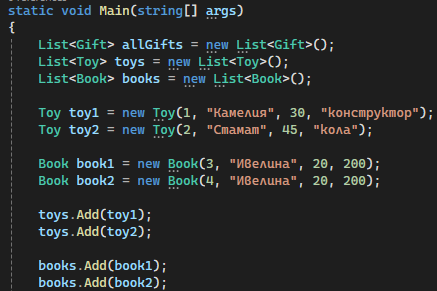 static void Main(string[] args)
{
List<Gift> allGifts = new List<Gift>();
List<Toy> toys = new List<Toy>();
List<Book> books = new List<Book>();
Toy toy1 = new Toy(1, "Камелия", 30, "конструктор");
Toy toy2 = new Toy(2, "Стамат", 45, "кола");
Book book1 = new Book(3, "Ивелина", 20, 200);
Book book2 = new Book(4, "Ивелина", 20, 200);
toys.Add(toy1);
toys.Add(toy2);
books.Add(book1);
books.Add(book2);